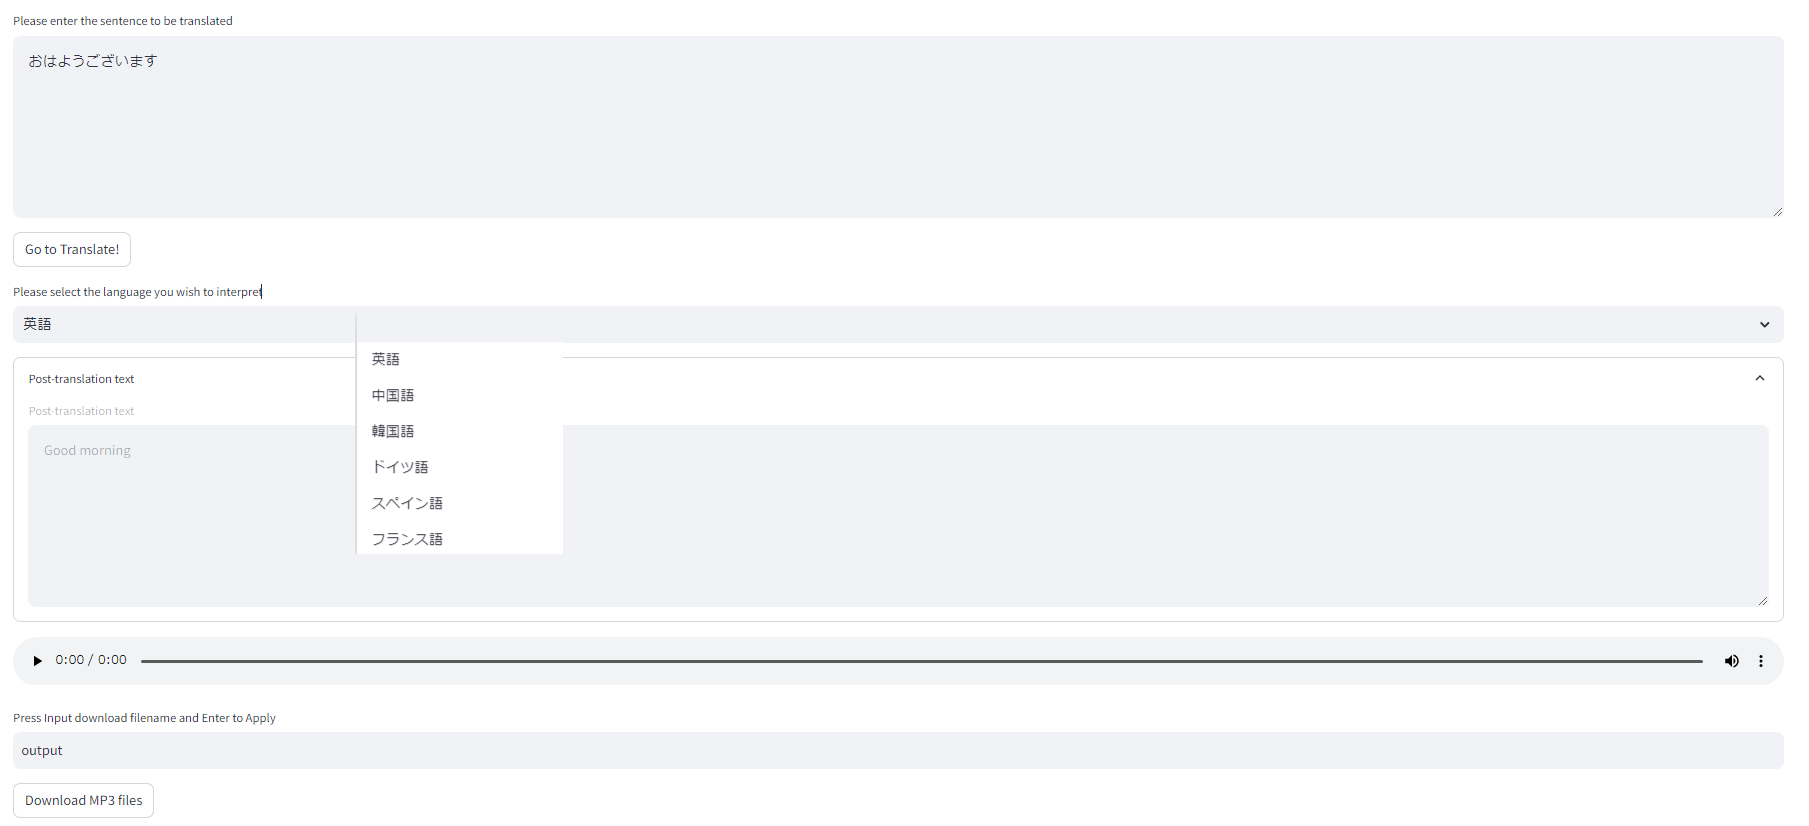 Please enter the sentence to be translated
おはようございます
Go to Translate!
Please select the language you wish to interpret
英語
英語
中国語
韓国語
ドイツ語
スペイン語
フランス語
Post-translation text
Post-translation text
Good morning
0:00 / 0:00
Press Input download filename and Enter to Apply
output
Download MP3 files